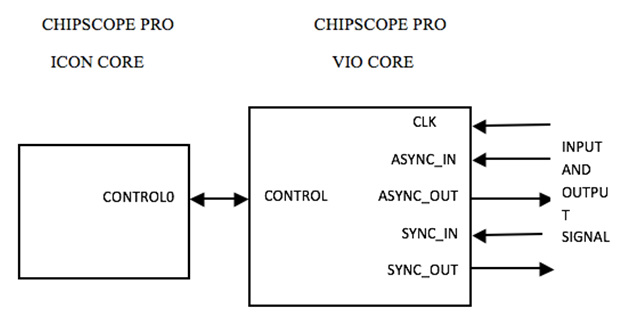 CHIPSCOPE PRO
ICON CORE
CHIPSCOPE PRO
VIO CORE
CONTROL0
CONTROL
CLK
ASYNC_IN
ASYNC_OUT
SYNC_IN
SYNC_OUT
INPUT
AND
OUTPU
T
SIGNAL